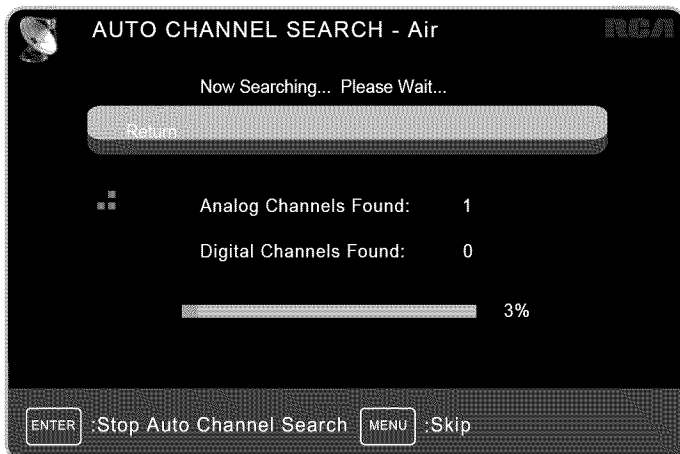 AUTO CHANNEL SEARCH - Air RCA
Now Searching... Please Wait...
Return
Analog Channels Found: 1
Digital Channels Found: 0
3%
ENTER :Stop Auto Channel Search MENU :Skip